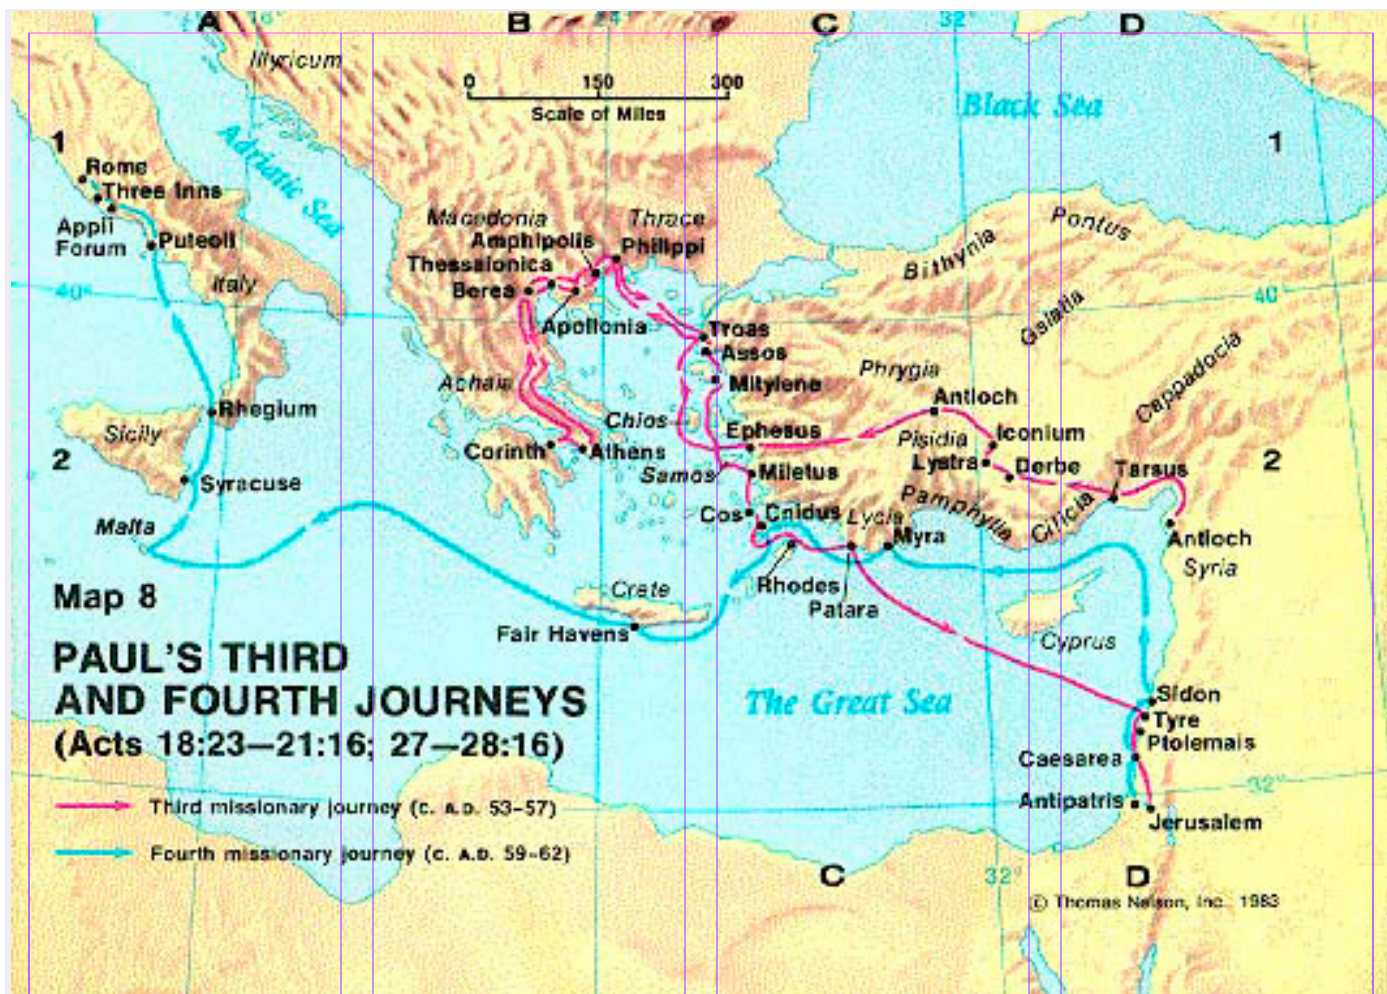 A
B
C
D
Illyricum
0 150 300
Scale of Miles
Black Sea
Adriatic Sea
1
1
Rome
Three Inns
Appii
Forum
Puteoli
Italy
Macedonia
Thrace
Amphipolis
Philippi
Thessalonica
Berea
Apollonia
Pontus
Bithynia
Galatia
40°
40
32
Troas
Assos
Mitylene
Phrygia
Cappadocia
Achaia
Antioch
Rhegium
Sicily
Chios
Ephesus
Pisidia
Iconium
Corinth
Athens
Lystra
Derbe
Tarsus
2
2
Samos
Miletus
Syracuse
Pamphylia
Cilicia
Malta
Cos
Cnidus
Lycia
Myra
Antioch
Syria
Rhodes
Patara
Crete
Cyprus
Fair Havens
Map 8
PAUL'S THIRD
AND FOURTH JOURNEYS
(Acts 18:23—21:16; 27—28:16)
The Great Sea
Sidon
Tyre
Ptolemais
Caesarea
Antipatris
Jerusalem
32°
Third missionary journey (c. A.D. 53–57)
Fourth missionary journey (c. A.D. 59–62)
C
32°
D
© Thomas Nelson, Inc. 1983